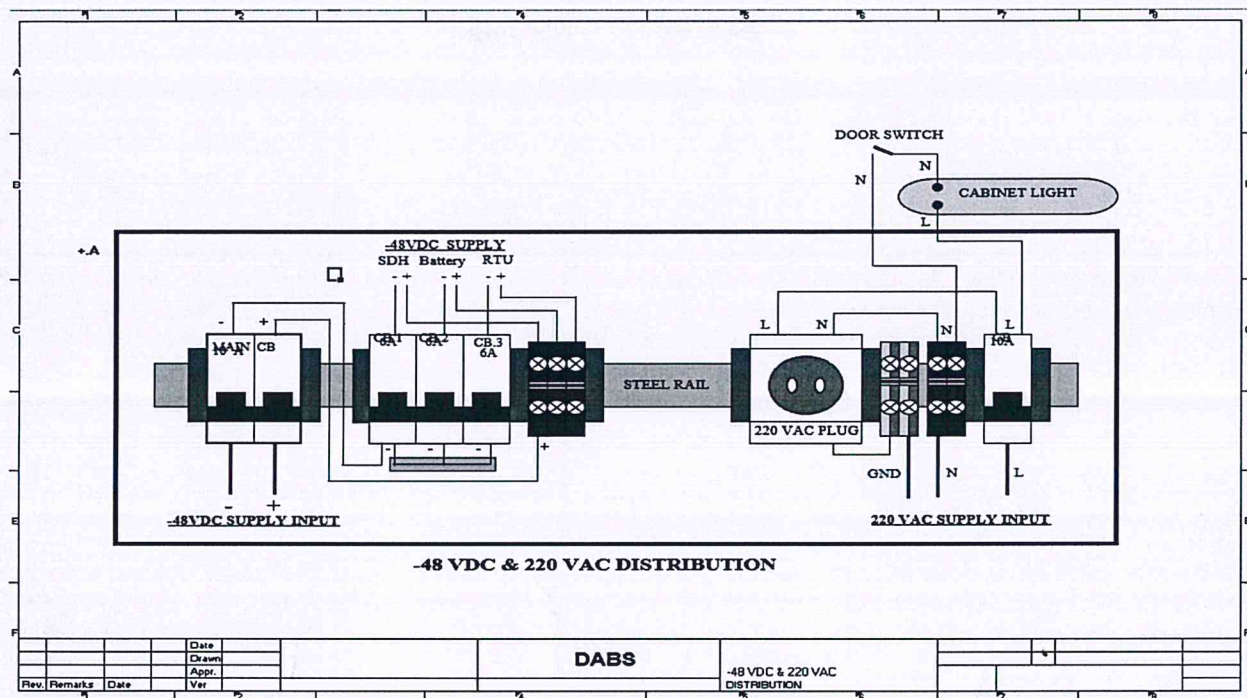 DOOR SWITCH
N
N
CABINET LIGHT
L
+.A
-48VDC SUPPLY
SDH Battery RTU
- + - + - +
- +
L N N L
MAIN CB
10 A
CB.1 CB.2 CB.3
6A 6A 6A
10A
STEEL RAIL
220 VAC PLUG
- - - +
GND N L
- +
-48VDC SUPPLY INPUT
220 VAC SUPPLY INPUT
-48 VDC & 220 VAC DISTRIBUTION
A
B
C
E
F
Date
Drawn
Appr.
Rev. Remarks Date Ver
DABS
-48 VDC & 220 VAC
DISTRIBUTION